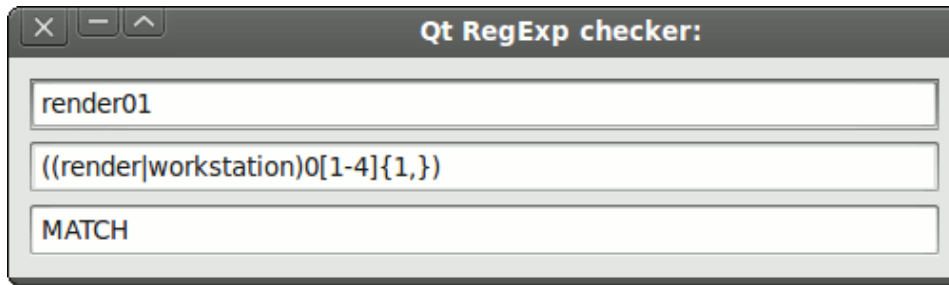 Qt RegExp checker:
render01
((render|workstation)0[1-4]{1,})
MATCH